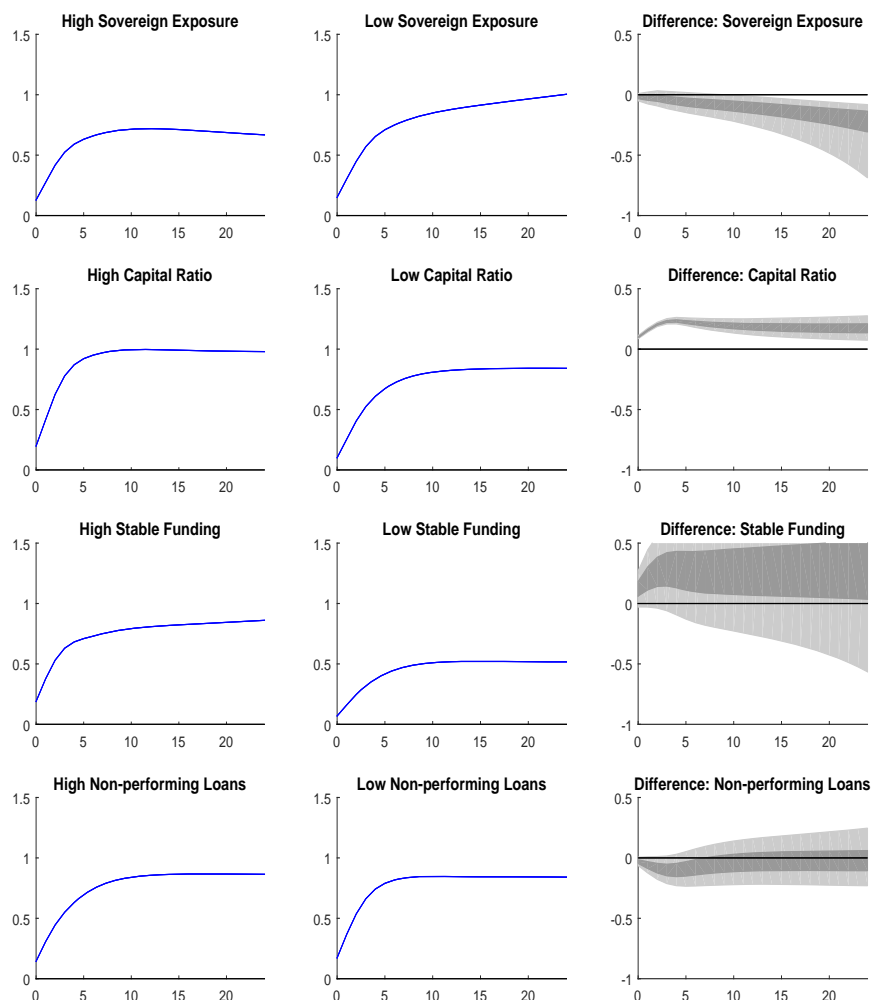 High Sovereign Exposure
1.5
1
0.5
0
0 5 10 15 20
Low Sovereign Exposure
1.5
1
0.5
0
0 5 10 15 20
Difference: Sovereign Exposure
0.5
0
-0.5
-1
0 5 10 15 20
High Capital Ratio
1.5
1
0.5
0
0 5 10 15 20
Low Capital Ratio
1.5
1
0.5
0
0 5 10 15 20
Difference: Capital Ratio
0.5
0
-0.5
-1
0 5 10 15 20
High Stable Funding
1.5
1
0.5
0
0 5 10 15 20
Low Stable Funding
1.5
1
0.5
0
0 5 10 15 20
Difference: Stable Funding
0.5
0
-0.5
-1
0 5 10 15 20
High Non-performing Loans
1.5
1
0.5
0
0 5 10 15 20
Low Non-performing Loans
1.5
1
0.5
0
0 5 10 15 20
Difference: Non-performing Loans
0.5
0
-0.5
-1
0 5 10 15 20